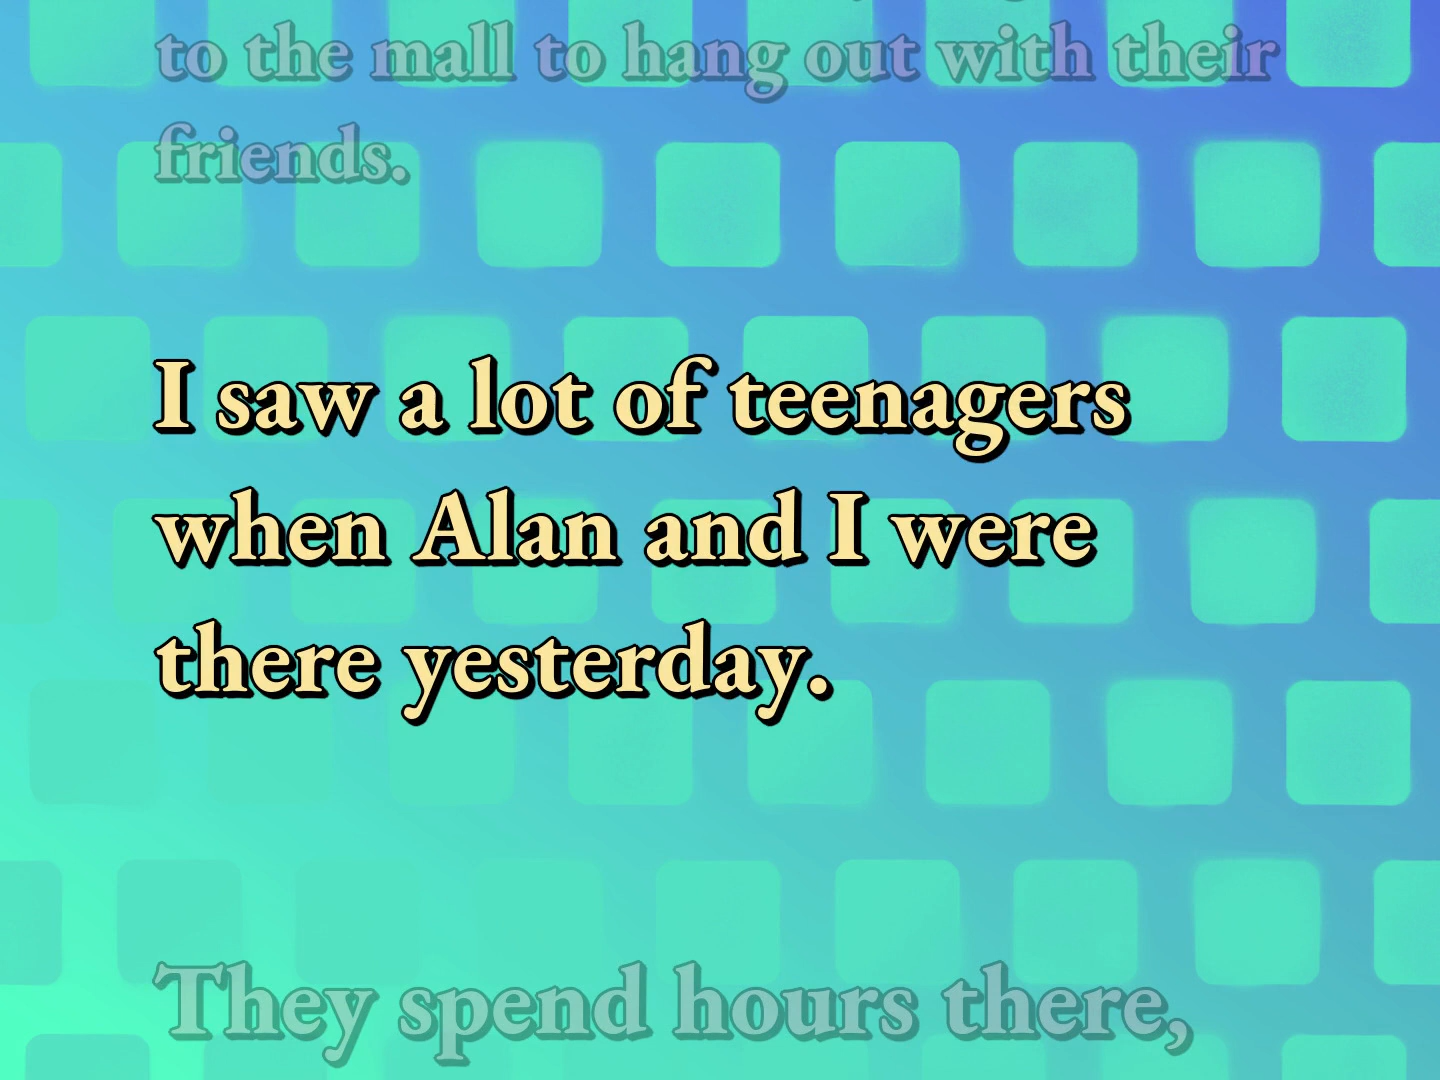 to the mall to hang out with their
friends.
I saw a lot of teenagers
when Alan and I were
there yesterday.
They spend hours there,